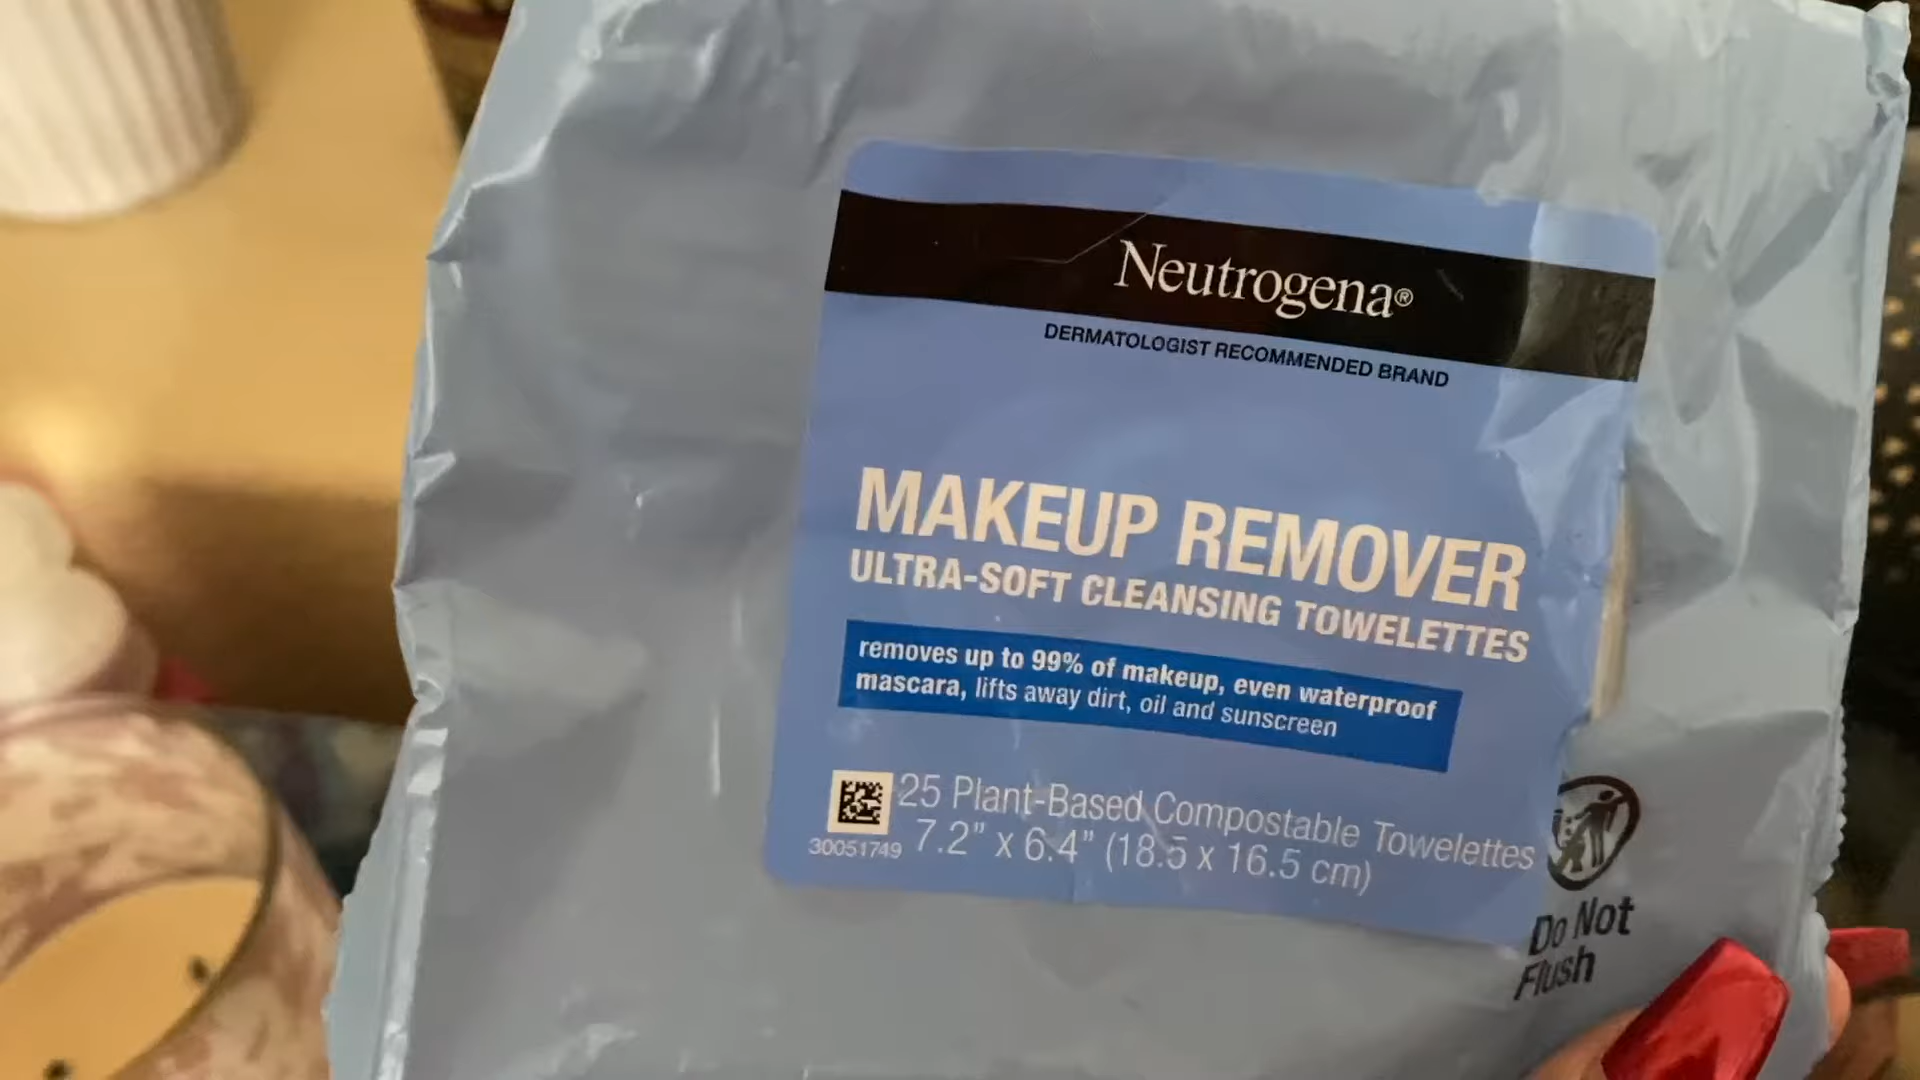 Neutrogena®
DERMATOLOGIST RECOMMENDED BRAND
MAKEUP REMOVER
ULTRA-SOFT CLEANSING TOWELETTES
removes up to 99% of makeup, even waterproof
mascara, lifts away dirt, oil and sunscreen
25 Plant-Based Compostable Towelettes
7.2” x 6.4” (18.5 x 16.5 cm)
30051749
Do Not
Flush